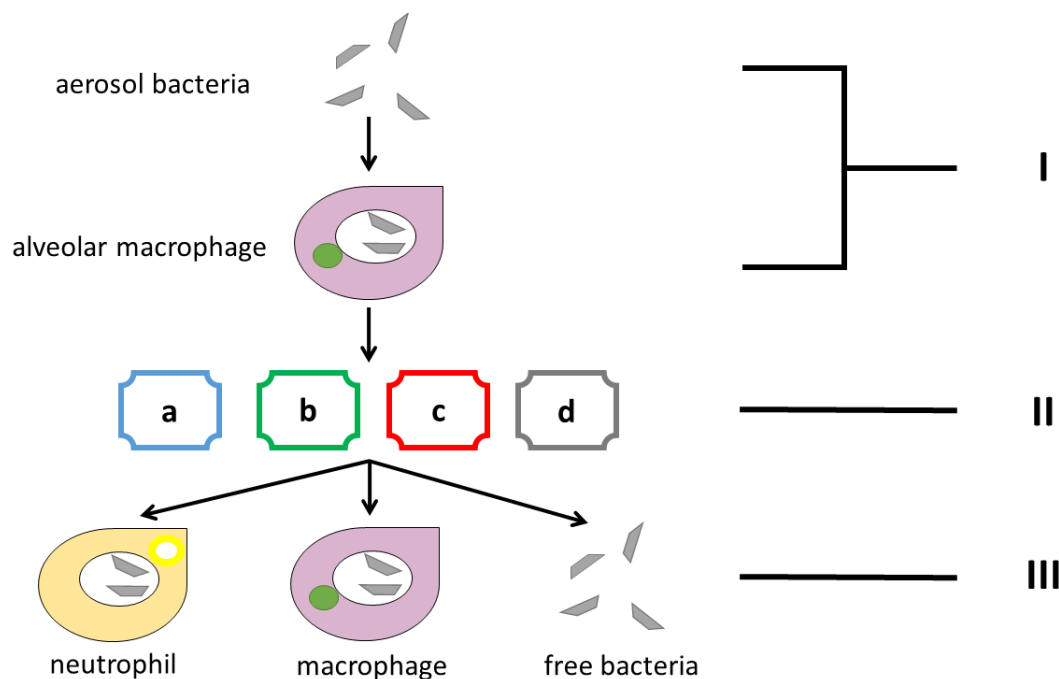 aerosol bacteria
I
alveolar macrophage
a b c d
II
III
neutrophil macrophage free bacteria